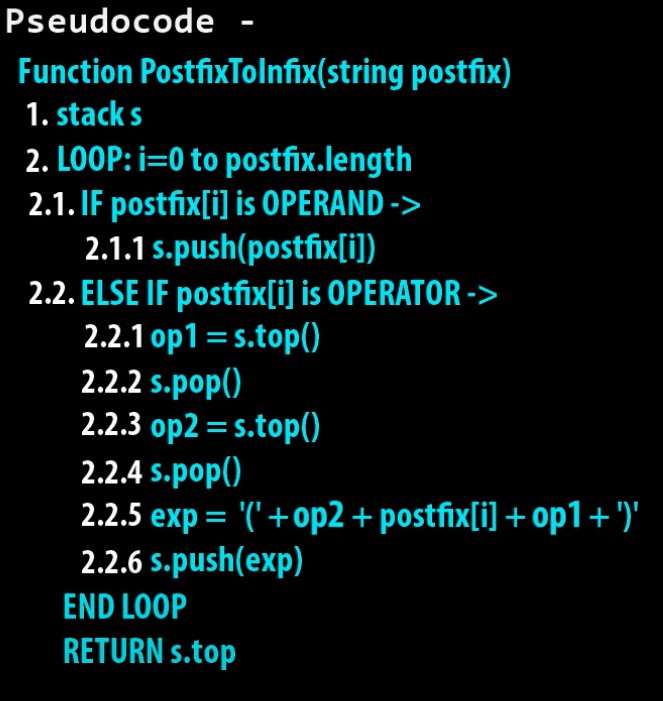 Pseudocode -
Function PostfixToInfix(string postfix)
1. stack s
2. LOOP: i=0 to postfix.length
2.1. IF postfix[i] is OPERAND ->
2.1.1 s.push(postfix[i])
2.2. ELSE IF postfix[i] is OPERATOR ->
2.2.1 op1 = s.top()
2.2.2 s.pop()
2.2.3 op2 = s.top()
2.2.4 s.pop()
2.2.5 exp = '(' + op2 + postfix[i] + op1 + ')'
2.2.6 s.push(exp)
END LOOP
RETURN s.top